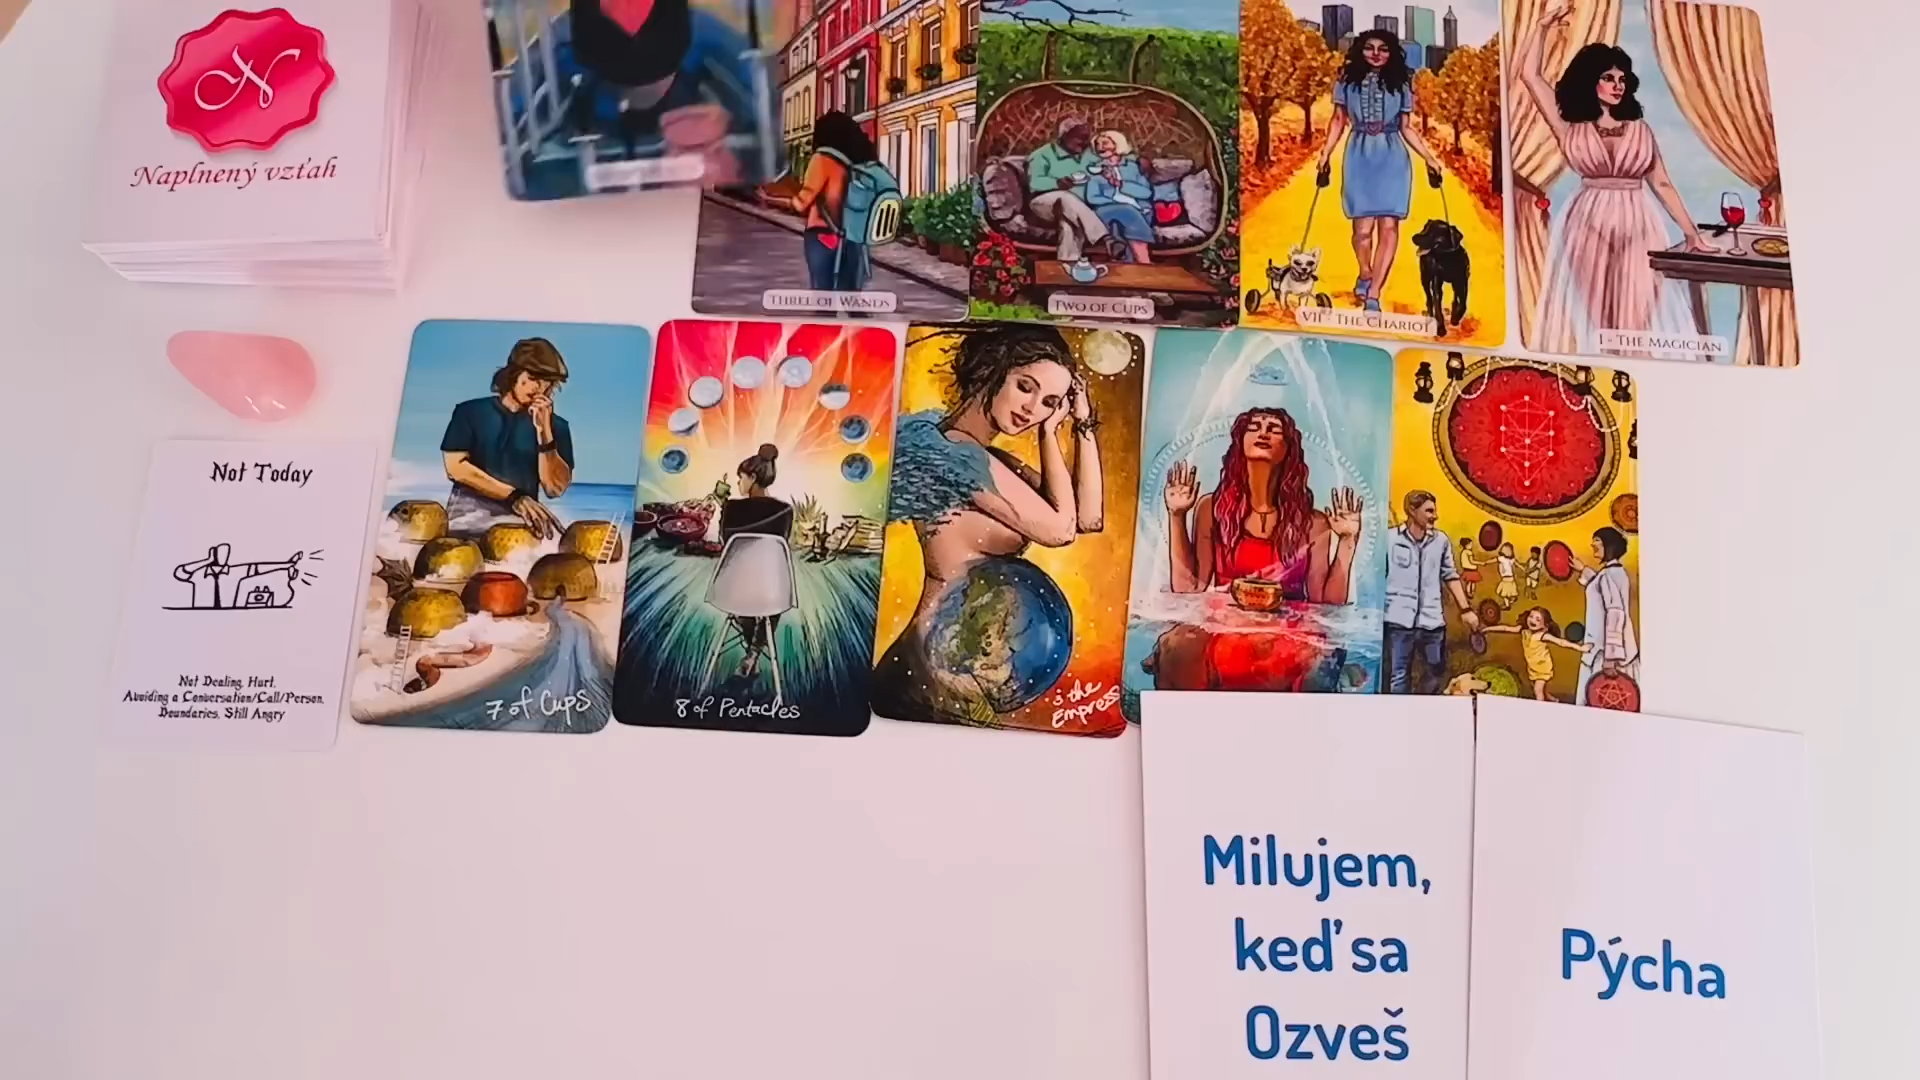 N
Naplnený vzťah
THREE OF WANDS
TWO OF CUPS
VII - THE CHARIOT
I - THE MAGICIAN
Not Today
Not Dealing, Hurt,
Avoiding a Conversation/Call/Person,
Boundaries, Still Angry
7 of Cups
8 of Pentacles
3 the
Empress
Milujem,
keď sa
Ozveš
Pýcha